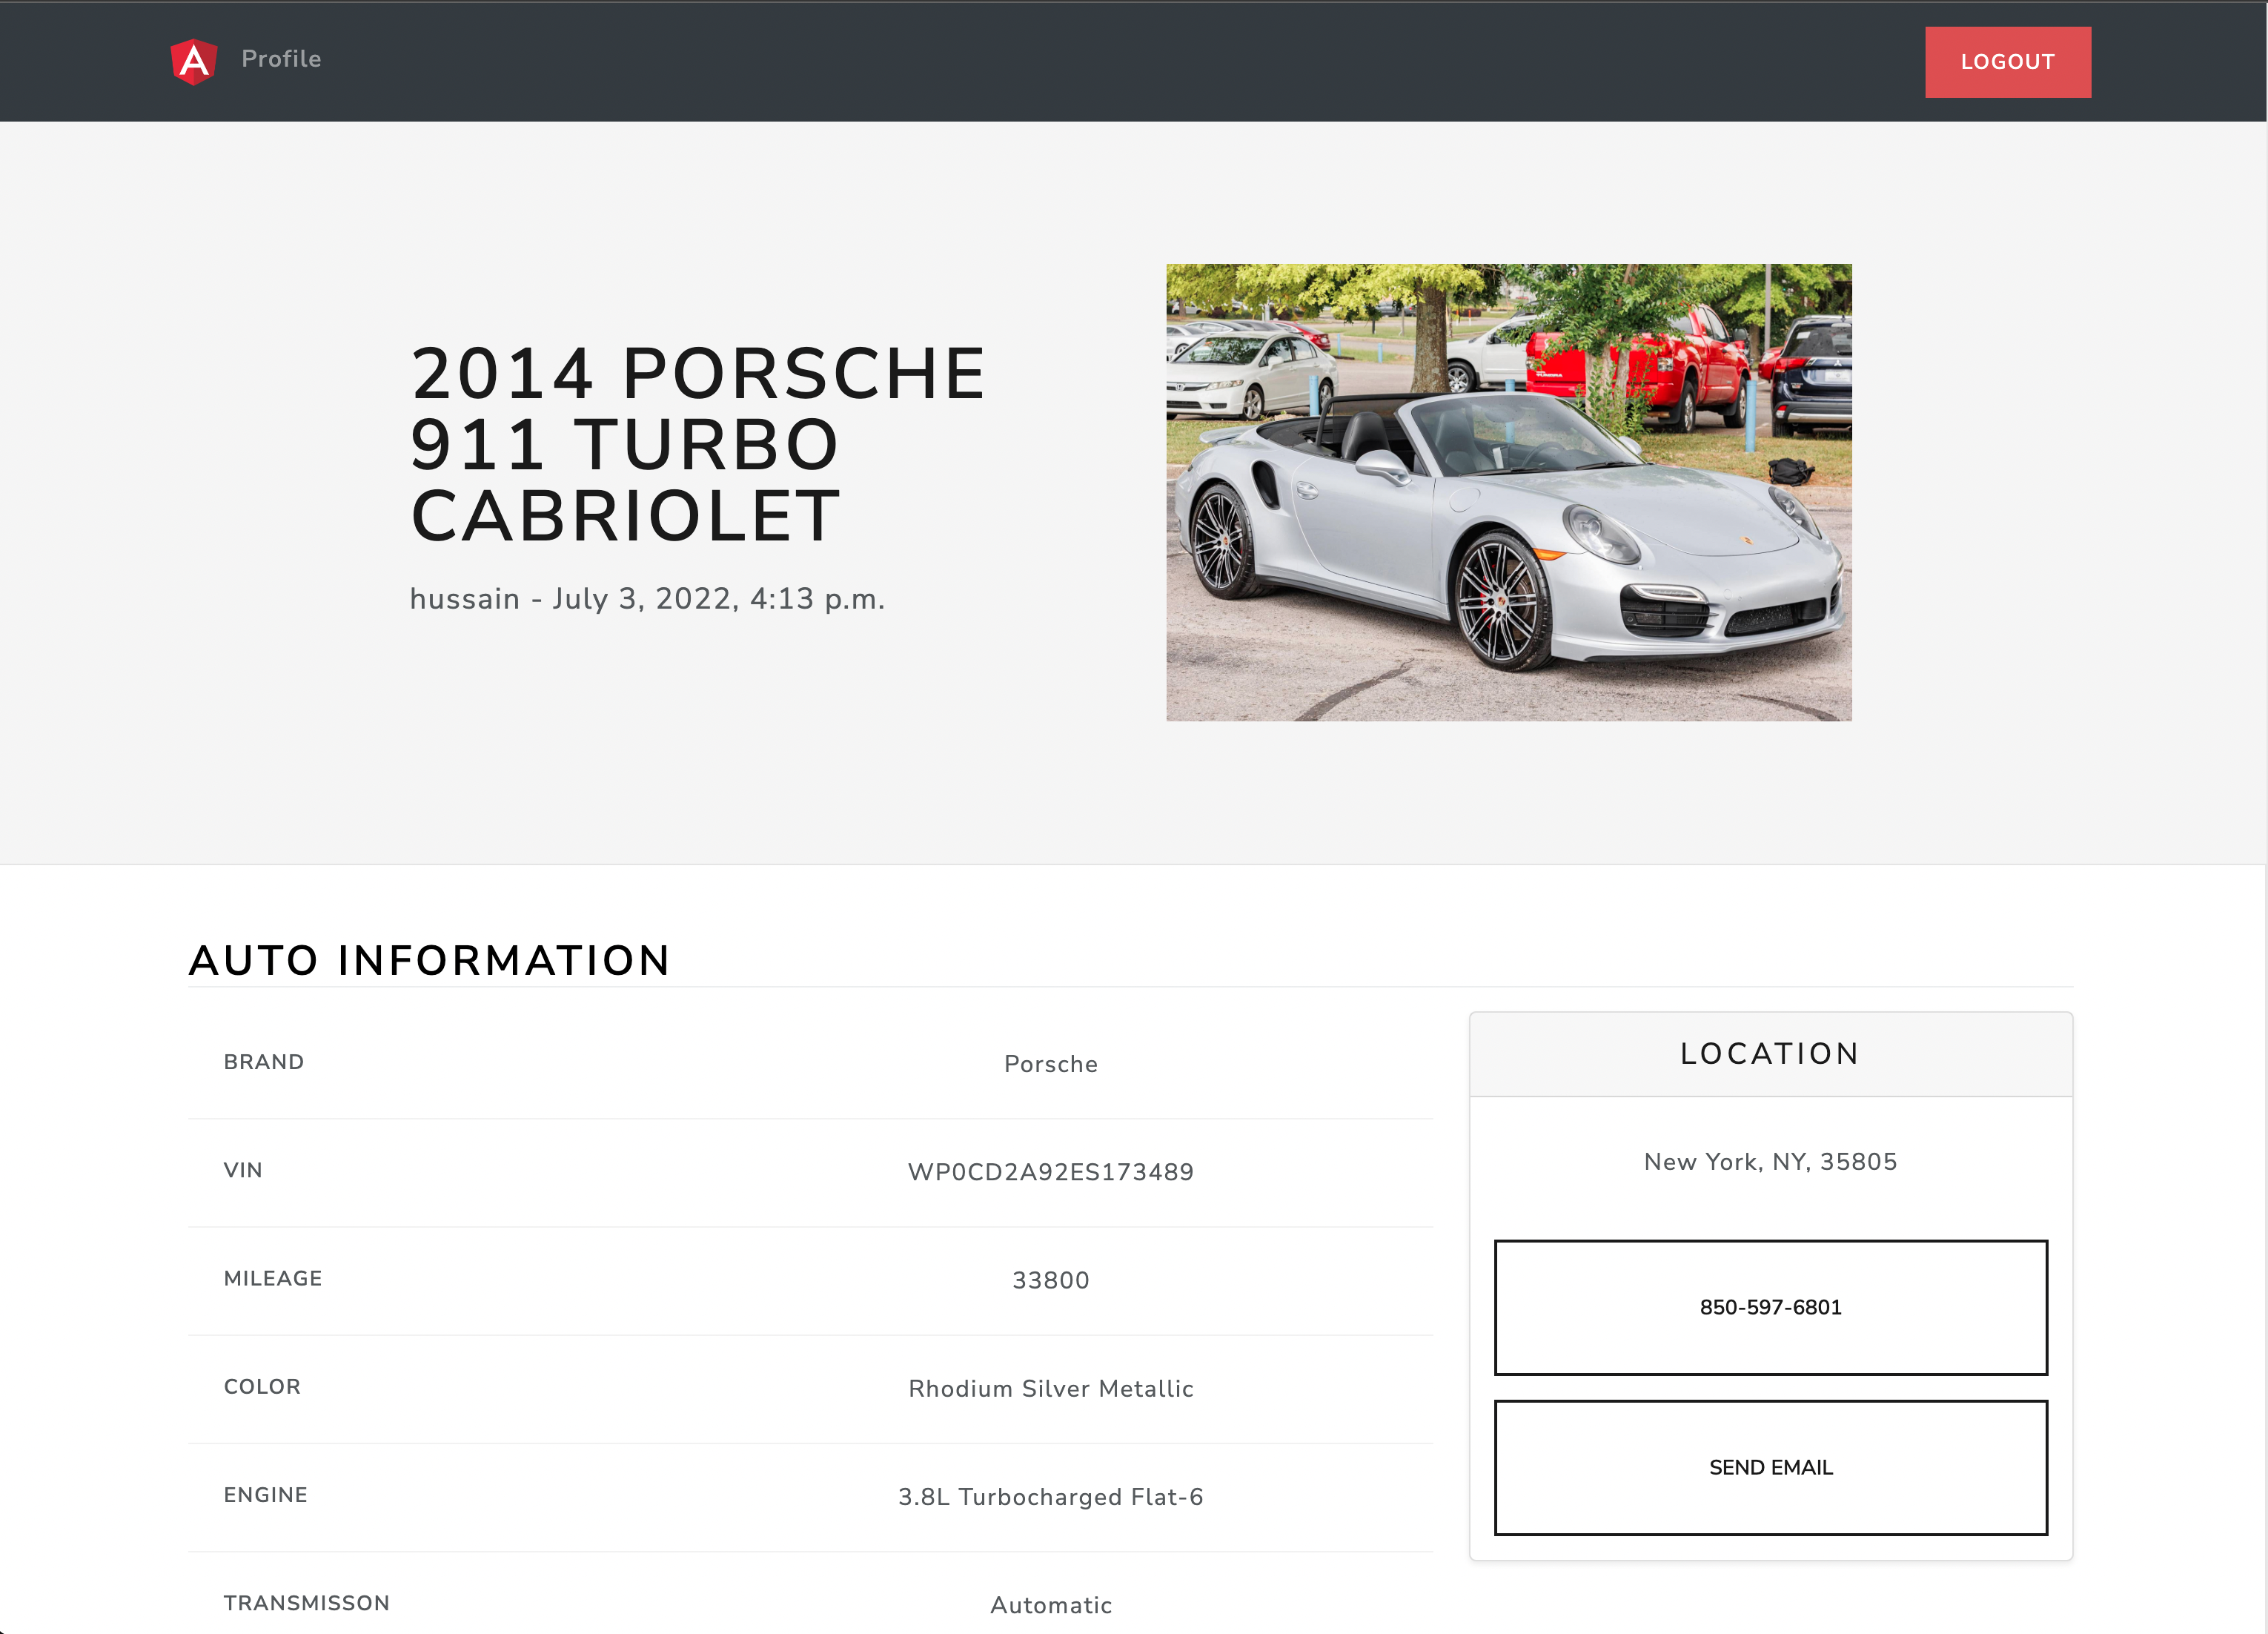 A Profile
LOGOUT
2014 PORSCHE
911 TURBO
CABRIOLET
hussain - July 3, 2022, 4:13 p.m.
TUNDRA
AUTO INFORMATION
BRAND Porsche
VIN WP0CD2A92ES173489
MILEAGE 33800
COLOR Rhodium Silver Metallic
ENGINE 3.8L Turbocharged Flat-6
TRANSMISSON Automatic
LOCATION
New York, NY, 35805
850-597-6801
SEND EMAIL